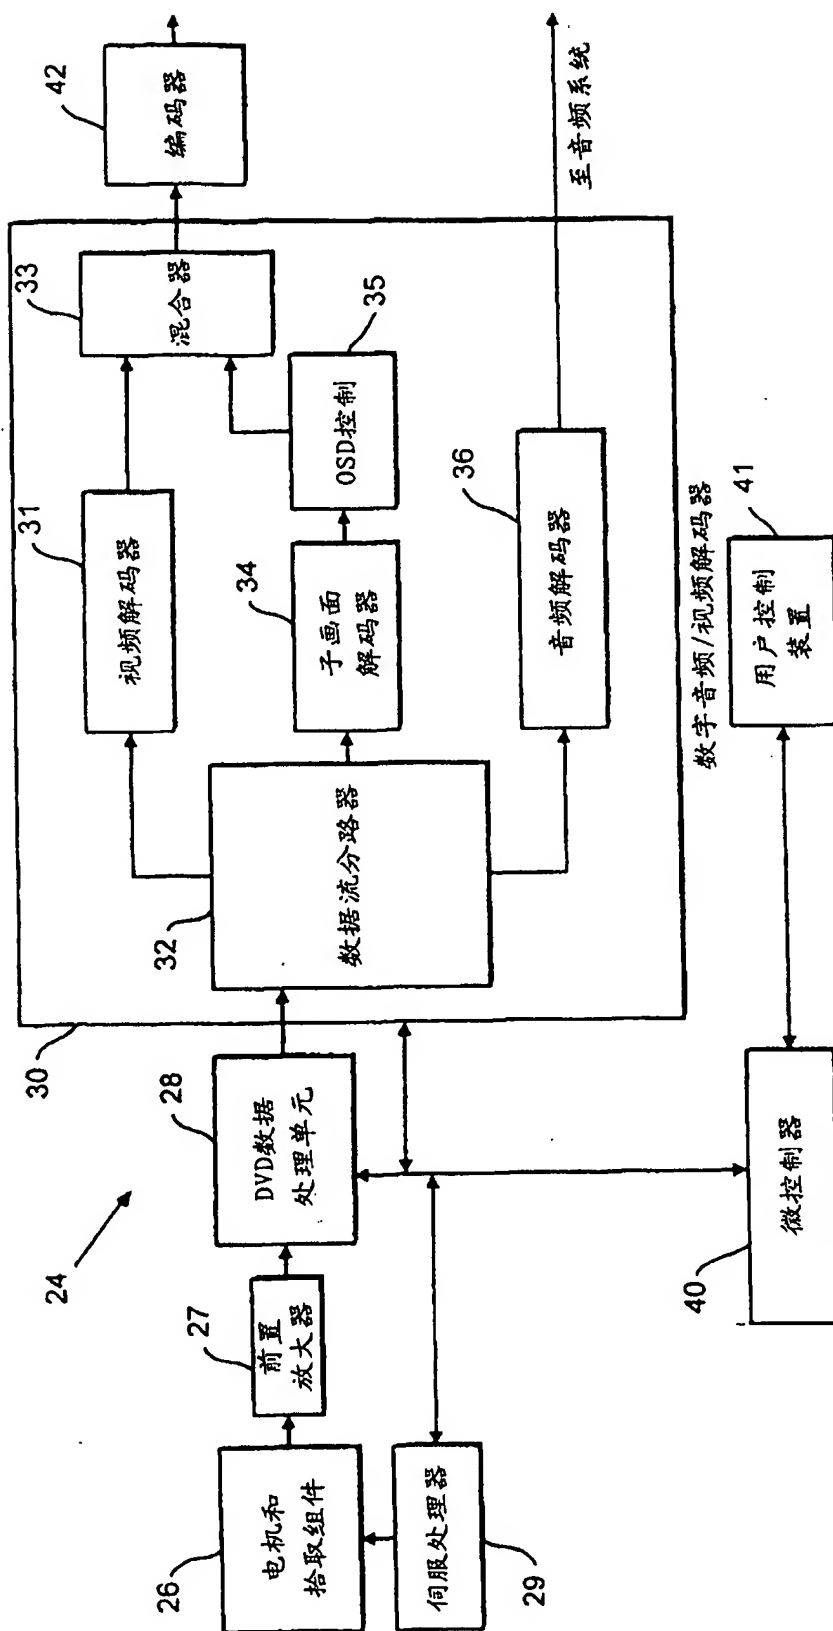 24
26
电机和
拾取组件
27
前置
放大器
28
DVD数据
处理单元
29
伺服处理器
30
32
数据流分路器
31
视频解码器
34
子画面
解码器
35
OSD控制
33
混合器
36
音频解码器
42
编码器
至音频系统
数字音频/视频解码器
40
微控制器
41
用户控制
装置